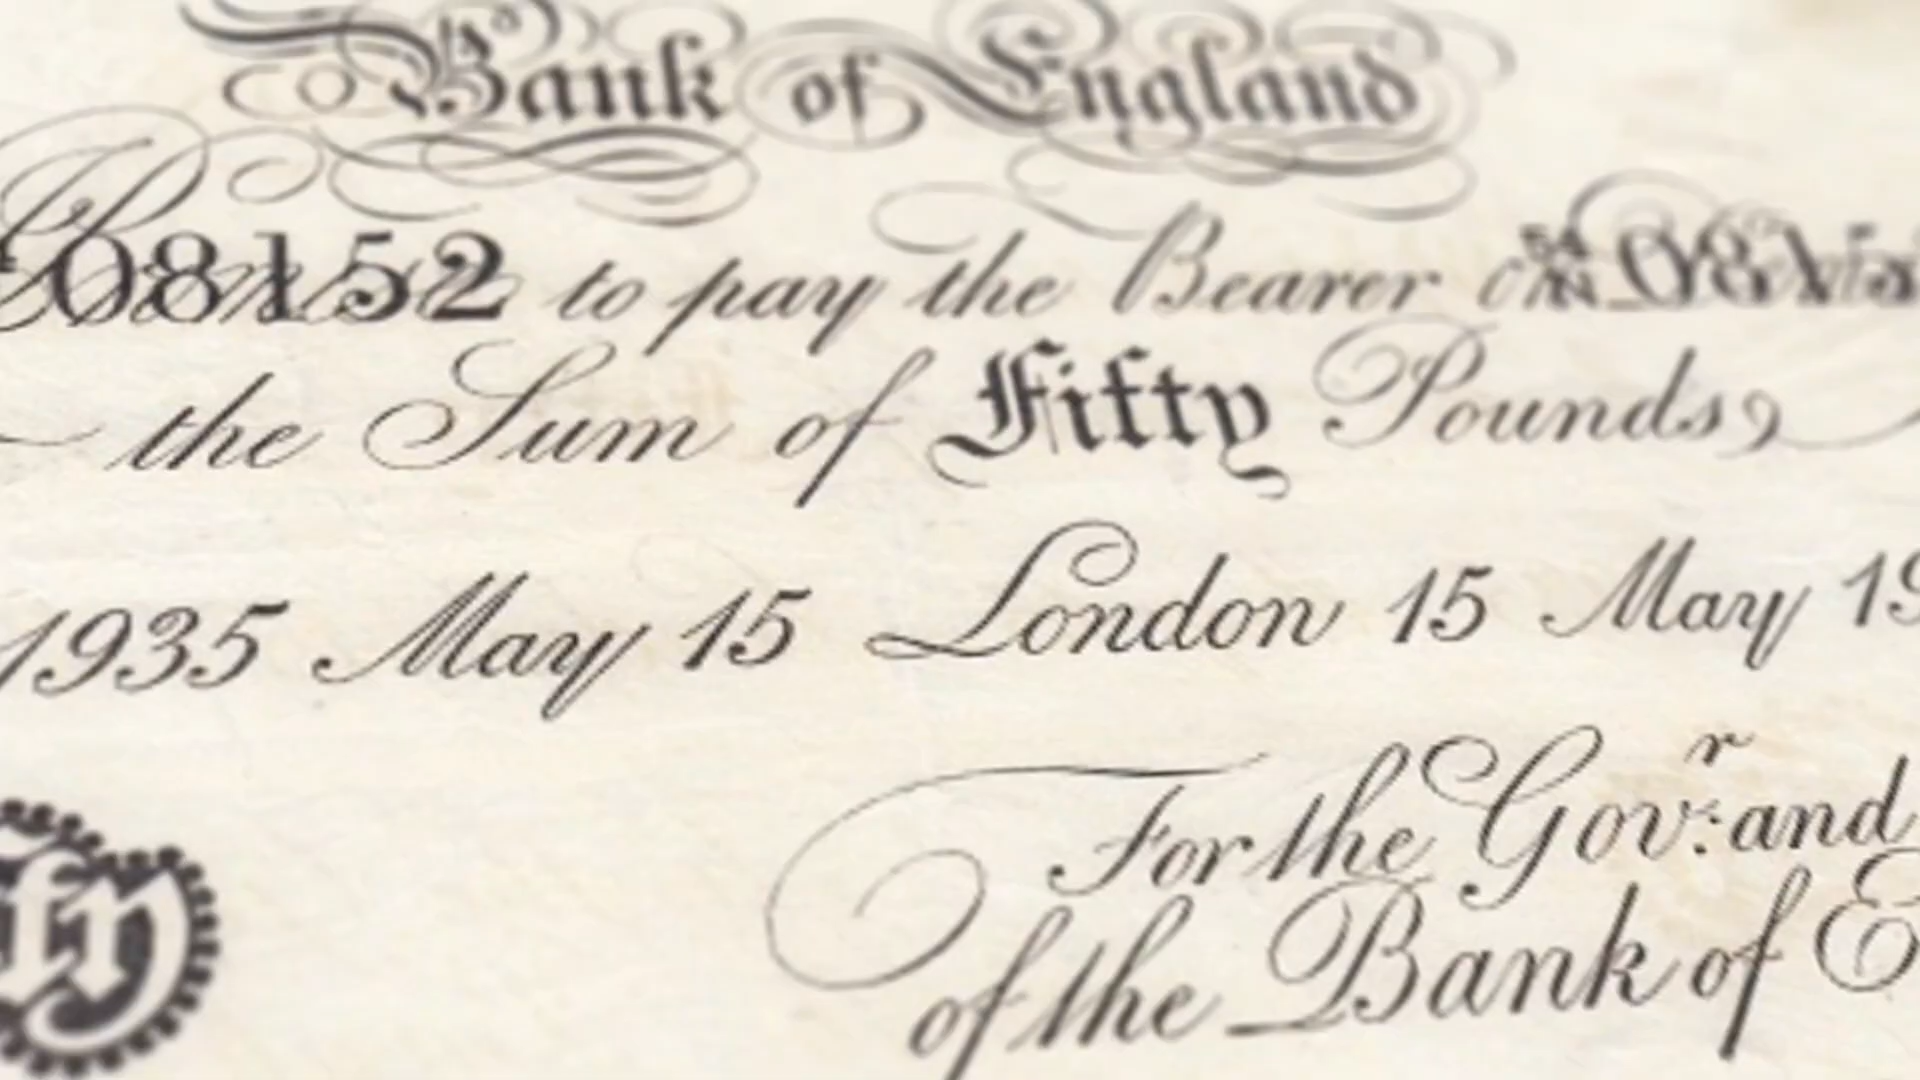 Bank of England
08152 to pay the Bearer
the Sum of Fifty Pounds
1935 May 15 London 15 May 19
For the Gov.r and
of the Bank of E